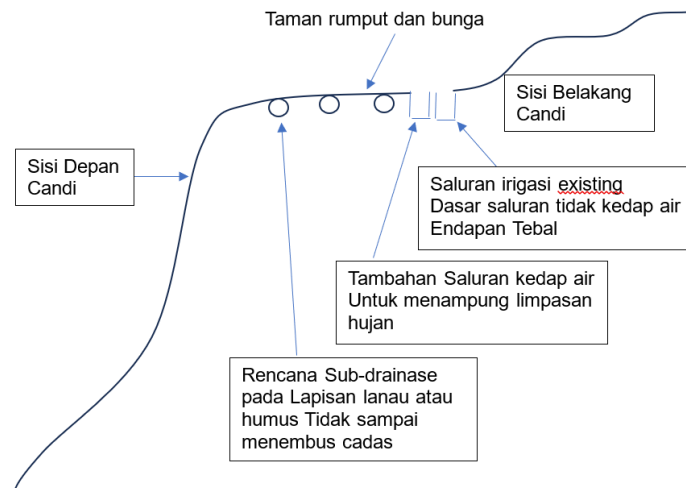 Taman rumput dan bunga
Sisi Belakang
Candi
Sisi Depan
Candi
Saluran irigasi existing
Dasar saluran tidak kedap air
Endapan Tebal
Tambahan Saluran kedap air
Untuk menampung limpasan
hujan
Rencana Sub-drainase
pada Lapisan lanau atau
humus Tidak sampai
menembus cadas